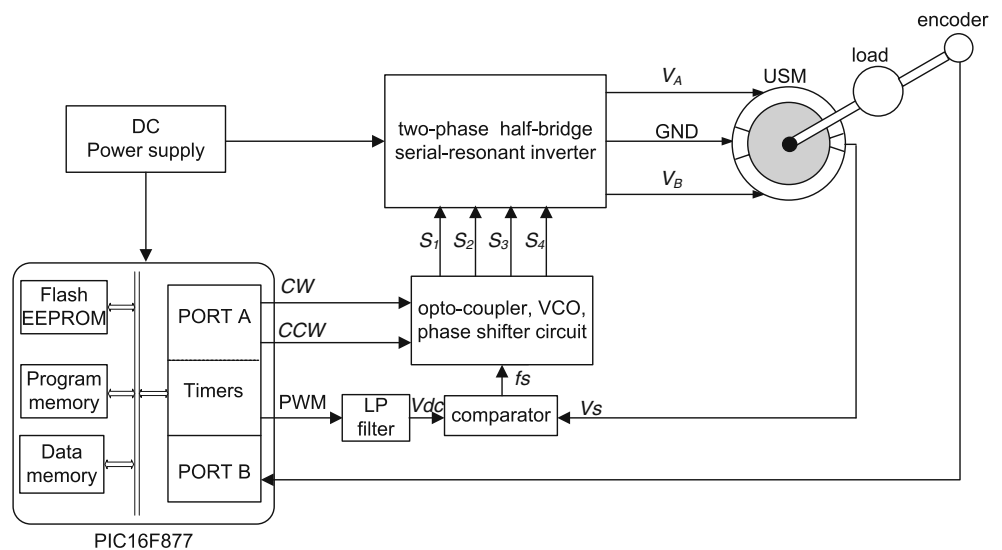 encoder
load
USM
V_A
DC
Power supply
two-phase half-bridge
serial-resonant inverter
GND
V_B
S_1
S_2
S_3
S_4
Flash
EEPROM
PORT A
CW
opto-coupler, VCO,
phase shifter circuit
CCW
Program
memory
Timers
fs
PWM
LP
filter
Vdc
comparator
Vs
Data
memory
PORT B
PIC16F877